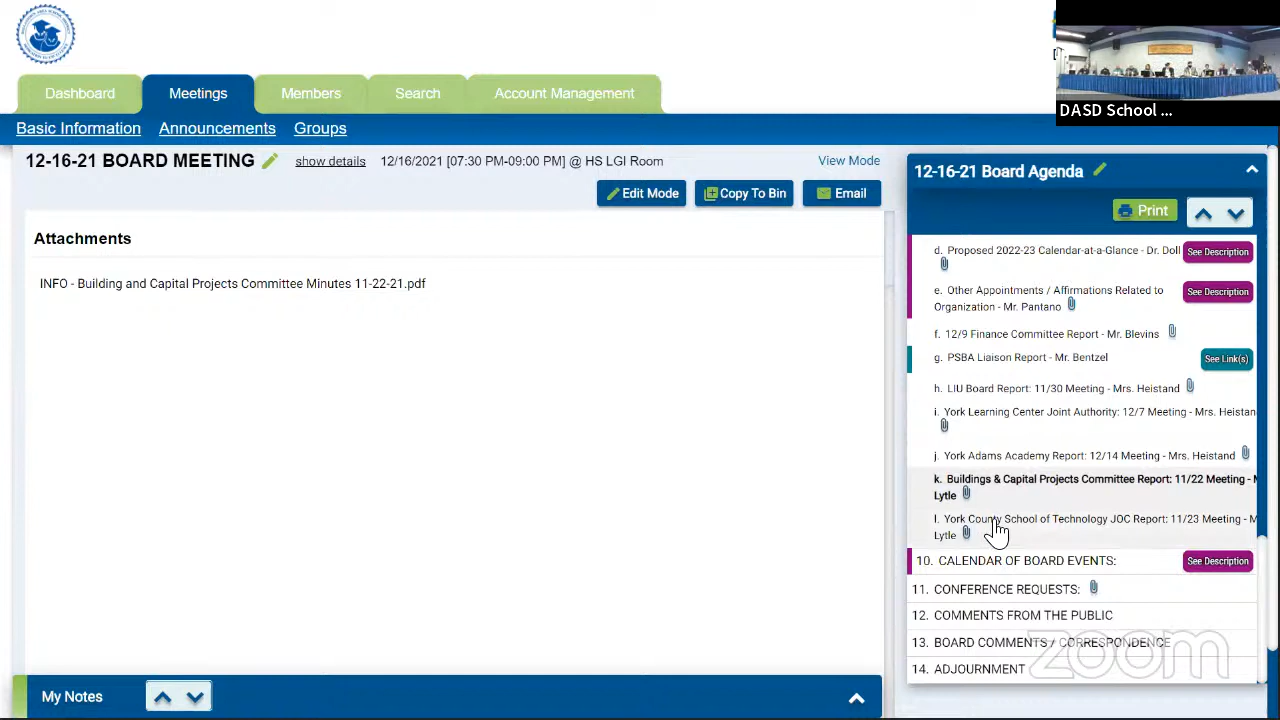 Dashboard
Meetings
Members
Search
Account Management
DASD School ...
Basic Information
Announcements
Groups
12-16-21 BOARD MEETING
show details
12/16/2021 [07:30 PM-09:00 PM] @ HS LGI Room
View Mode
Edit Mode
Copy To Bin
Email
Attachments
INFO - Building and Capital Projects Committee Minutes 11-22-21.pdf
My Notes
12-16-21 Board Agenda
Print
d. Proposed 2022-23 Calendar-at-a-Glance - Dr. Doll
See Description
e. Other Appointments / Affirmations Related to
Organization - Mr. Pantano
See Description
f. 12/9 Finance Committee Report - Mr. Blevins
g. PSBA Liaison Report - Mr. Bentzel
See Link(s)
h. LIU Board Report: 11/30 Meeting - Mrs. Heistand
i. York Learning Center Joint Authority: 12/7 Meeting - Mrs. Heistan
j. York Adams Academy Report: 12/14 Meeting - Mrs. Heistand
k. Buildings & Capital Projects Committee Report: 11/22 Meeting -
Lytle
l. York County School of Technology JOC Report: 11/23 Meeting -
Lytle
10. CALENDAR OF BOARD EVENTS:
See Description
11. CONFERENCE REQUESTS:
12. COMMENTS FROM THE PUBLIC
13. BOARD COMMENTS / CORRESPONDENCE
14. ADJOURNMENT
zoom